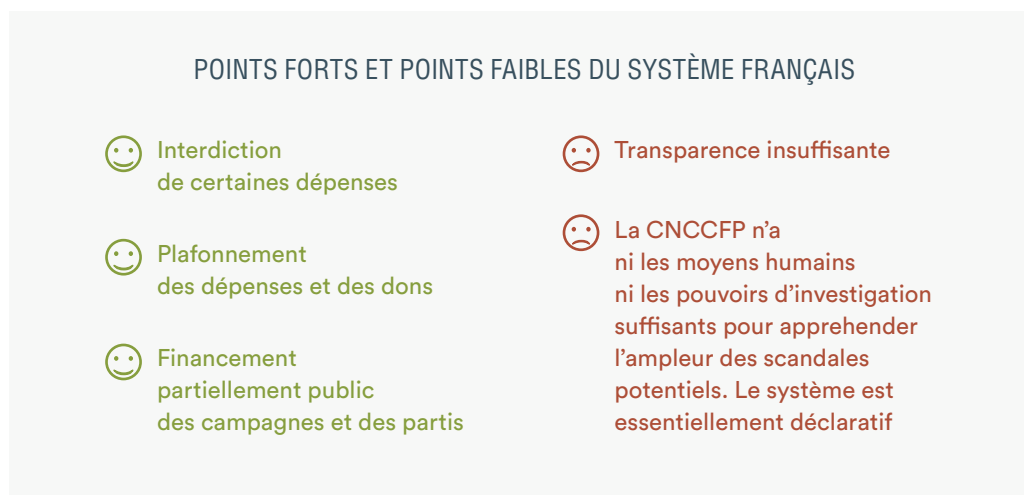 POINTS FORTS ET POINTS FAIBLES DU SYSTÈME FRANÇAIS
Interdiction
de certaines dépenses
Plafonnement
des dépenses et des dons
Financement
partiellement public
des campagnes et des partis
Transparence insuffisante
La CNCCFP n’a
ni les moyens humains
ni les pouvoirs d’investigation
suffisants pour apprehender
l’ampleur des scandales
potentiels. Le système est
essentiellement déclaratif